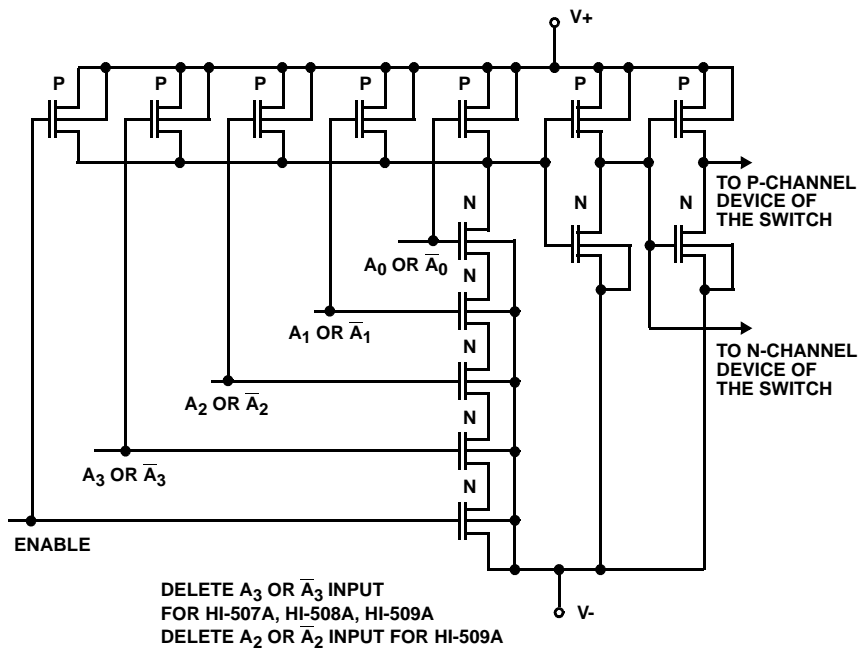 V+
P P P P P P P
TO P-CHANNEL
DEVICE OF
THE SWITCH
N N N
A0 OR A̅0
N
A1 OR A̅1
TO N-CHANNEL
DEVICE OF
THE SWITCH
N
A2 OR A̅2
N
A3 OR A̅3
N
ENABLE
DELETE A3 OR A̅3 INPUT
FOR HI-507A, HI-508A, HI-509A
DELETE A2 OR A̅2 INPUT FOR HI-509A
V-